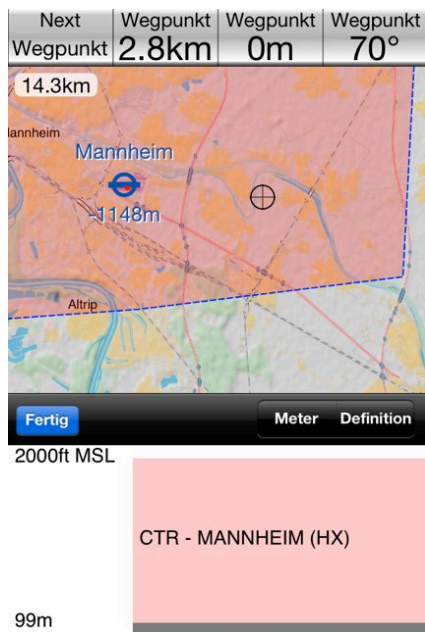 Next
Wegpunkt
Wegpunkt
2.8km
Wegpunkt
0m
Wegpunkt
70°
14.3km
annheim
Mannheim
-1148m
Altrip
Fertig
Meter
Definition
2000ft MSL
CTR - MANNHEIM (HX)
99m